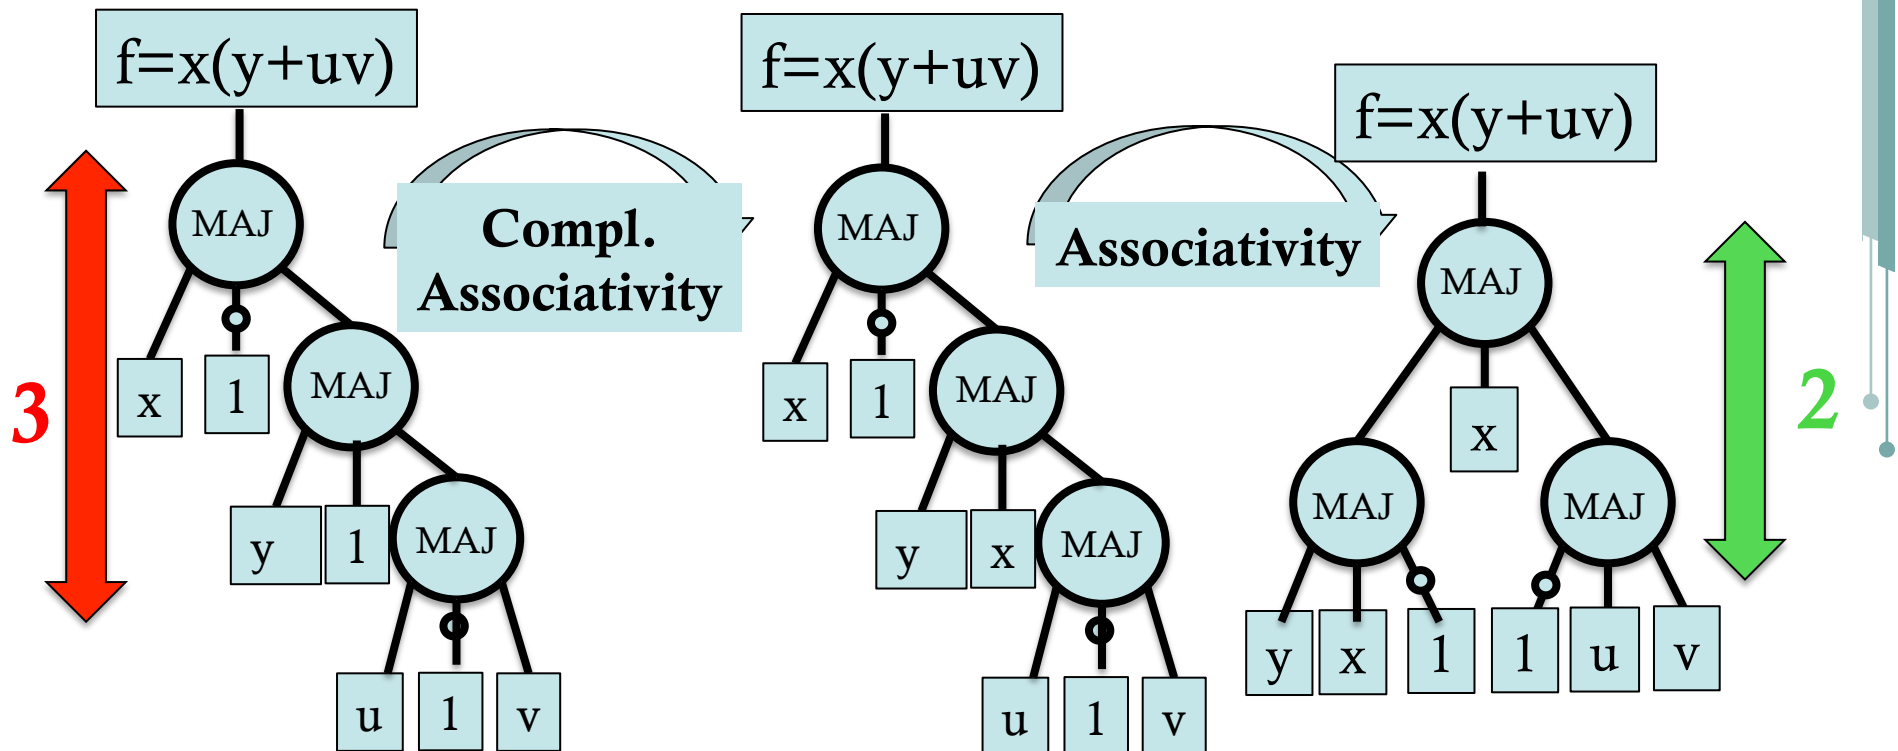 f=x(y+uv)
MAJ
x
1
MAJ
y
1
MAJ
u
1
v
3
Compl.
Associativity
f=x(y+uv)
MAJ
x
1
MAJ
y
x
MAJ
u
1
v
Associativity
f=x(y+uv)
MAJ
x
MAJ
MAJ
y
x
1
1
u
v
2